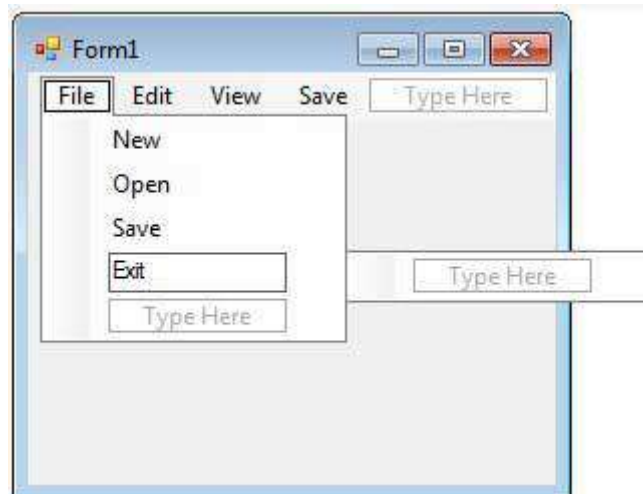 Form1
File Edit View Save Type Here
New
Open
Save
Exit Type Here
Type Here